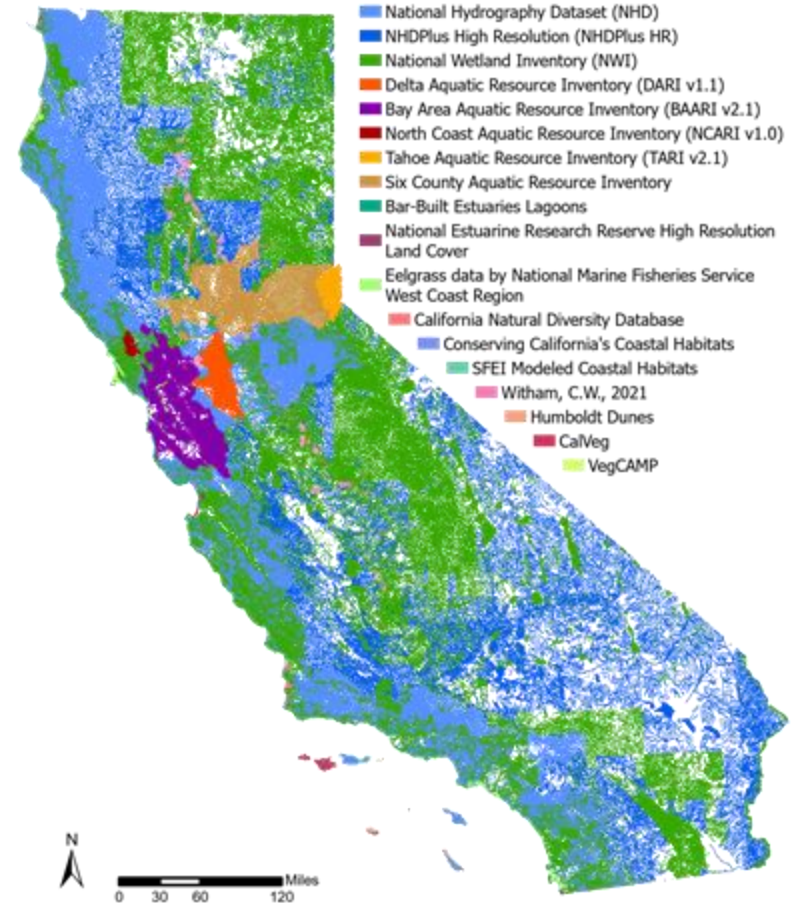 National Hydrography Dataset (NHD)
NHDPlus High Resolution (NHDPlus HR)
National Wetland Inventory (NWI)
Delta Aquatic Resource Inventory (DARI v1.1)
Bay Area Aquatic Resource Inventory (BAARI v2.1)
North Coast Aquatic Resource Inventory (NCARI v1.0)
Tahoe Aquatic Resource Inventory (TARI v2.1)
Six County Aquatic Resource Inventory
Bar-Built Estuaries Lagoons
National Estuarine Research Reserve High Resolution
Land Cover
Eelgrass data by National Marine Fisheries Service
West Coast Region
California Natural Diversity Database
Conserving California's Coastal Habitats
SFEI Modeled Coastal Habitats
Witham, C.W., 2021
Humboldt Dunes
CalVeg
VegCAMP
N
Miles
0 30 60 120